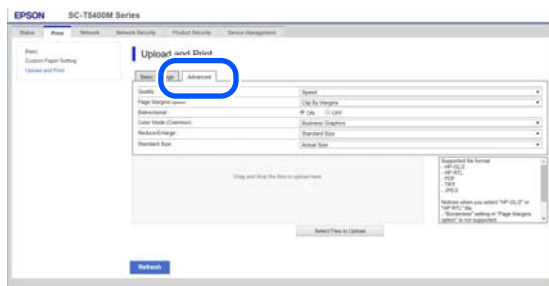 EPSON SC-T5400M Series
Status Print Network Network Security Product Security Device Management
Basic
Custom Paper Setting
Upload and Print
Upload and Print
Basic Advanced
Quality : Speed
Page Margins option : Clip By Margins
Bidirectional : ON OFF
Color Mode (Common) : Business Graphics
Reduce/Enlarge : Standard Size
Standard Size : Actual Size
Drag and drop the files to upload here.
Supported file format
- HP-GL/2
- HP RTL
- PDF
- TIFF
- JPEG
Notices when you select "HP-GL/2" or
"HP RTL" file
- "Borderless" setting in "Page Margins
option" is not supported.
Select Files to Upload
Refresh